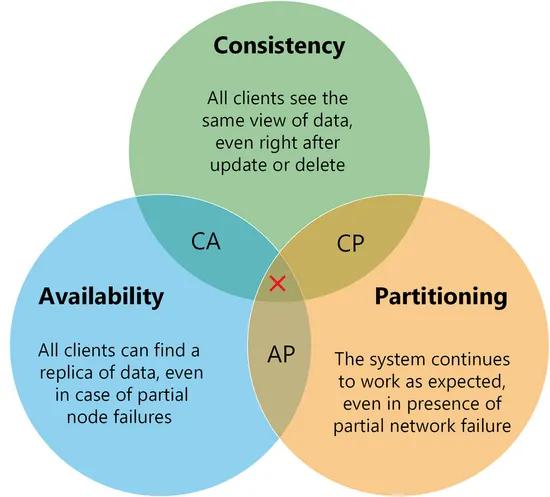 Consistency
All clients see the
same view of data,
even right after
update or delete
CA
CP
Availability
All clients can find a
replica of data, even
in case of partial
node failures
AP
Partitioning
The system continues
to work as expected,
even in presence of
partial network failure